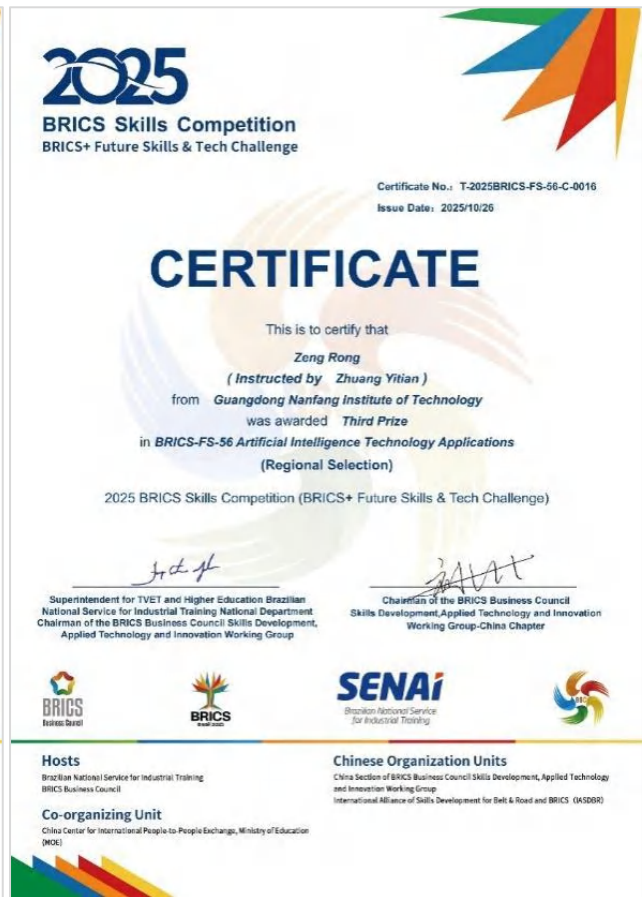 2025
BRICS Skills Competition
BRICS+ Future Skills & Tech Challenge
Certificate No.: T-2025BRICS-FS-56-C-0016
Issue Date: 2025/10/26
CERTIFICATE
This is to certify that
Zeng Rong
( Instructed by Zhuang Yitian )
from Guangdong Nanfang Institute of Technology
was awarded Third Prize
in BRICS-FS-56 Artificial Intelligence Technology Applications
(Regional Selection)
2025 BRICS Skills Competition (BRICS+ Future Skills & Tech Challenge)
Superintendent for TVET and Higher Education Brazilian
National Service for Industrial Training National Department
Chairman of the BRICS Business Council Skills Development,
Applied Technology and Innovation Working Group
Chairman of the BRICS Business Council
Skills Development,Applied Technology and Innovation
Working Group-China Chapter
BRICS
Business Council
BRICS
SENAI
Brazilian National Service
for Industrial Training
Hosts
Brazilian National Service for Industrial Training
BRICS Business Council
Co-organizing Unit
China Center for International People-to-People Exchange, Ministry of Education
(MOE)
Chinese Organization Units
China Section of BRICS Business Council Skills Development, Applied Technology
and Innovation Working Group
International Alliance of Skills Development for Belt & Road and BRICS (IASDBR)